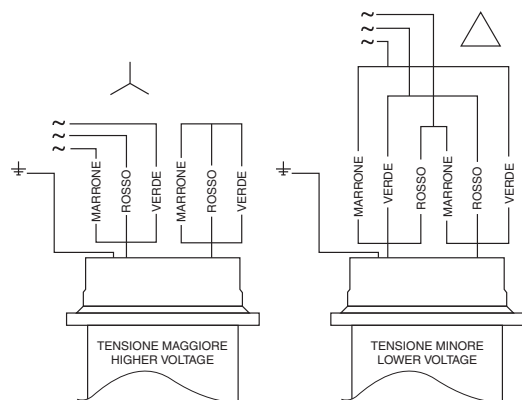 ~
~
~
MARRONE
ROSSO
VERDE
MARRONE
ROSSO
VERDE
TENSIONE MAGGIORE
HIGHER VOLTAGE
~
~
~
MARRONE
VERDE
ROSSO
MARRONE
ROSSO
VERDE
TENSIONE MINORE
LOWER VOLTAGE